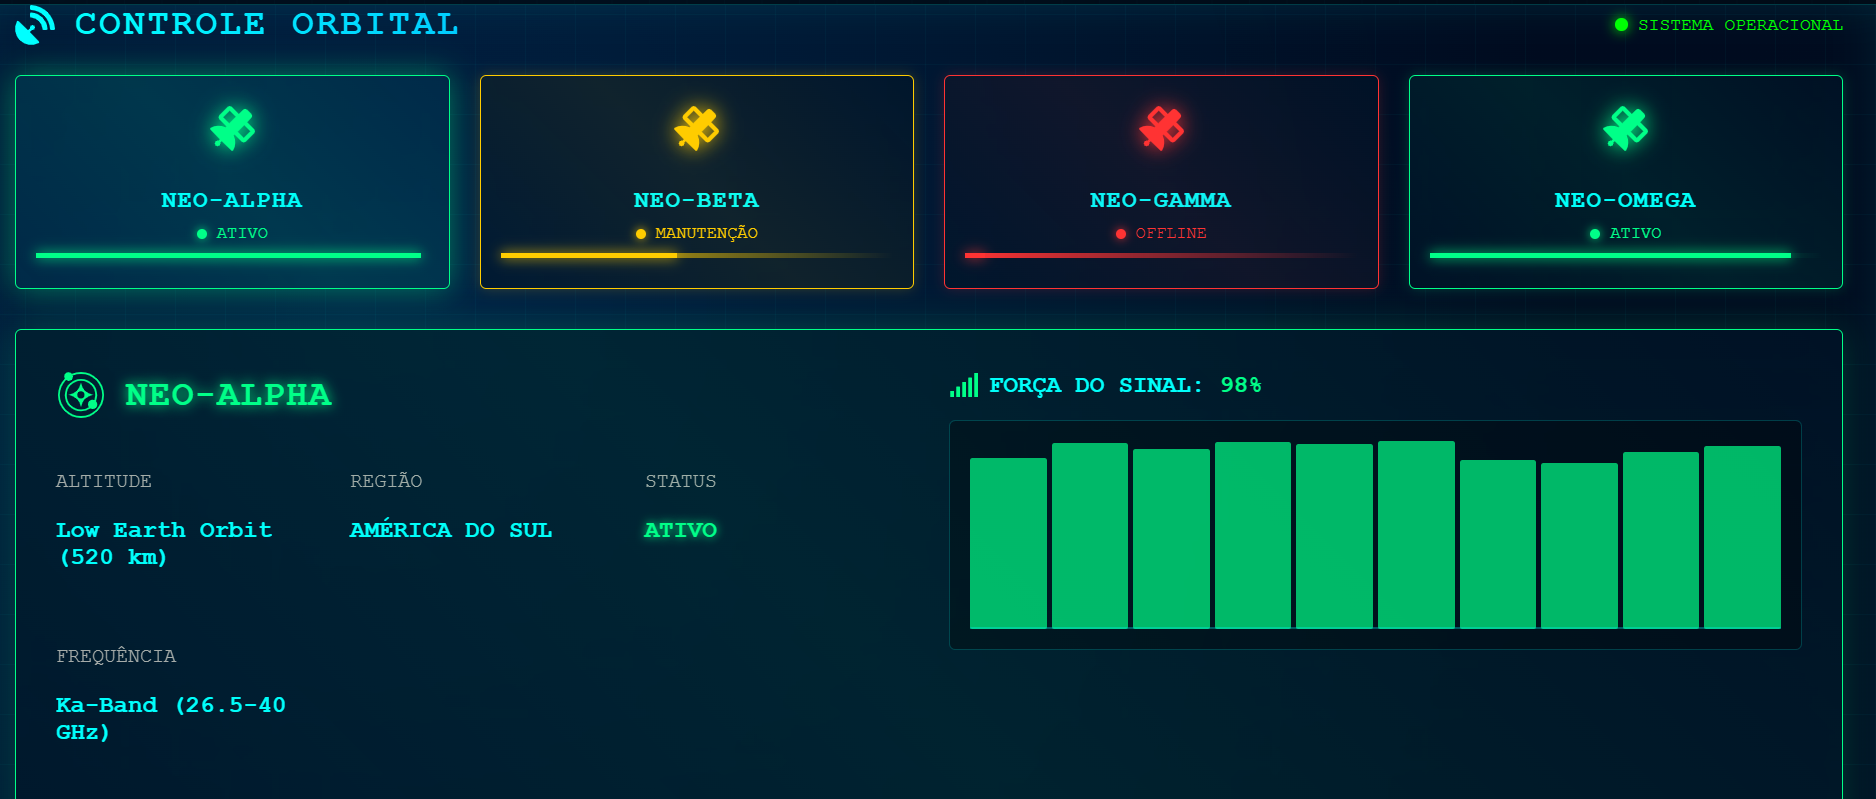 CONTROLE ORBITAL
SISTEMA OPERACIONAL
NEO-ALPHA
ATIVO
NEO-BETA
MANUTENÇÃO
NEO-GAMMA
OFFLINE
NEO-OMEGA
ATIVO
NEO-ALPHA
ALTITUDE
Low Earth Orbit
(520 km)
REGIÃO
AMÉRICA DO SUL
STATUS
ATIVO
FREQUÊNCIA
Ka-Band (26.5-40
GHz)
FORÇA DO SINAL: 98%